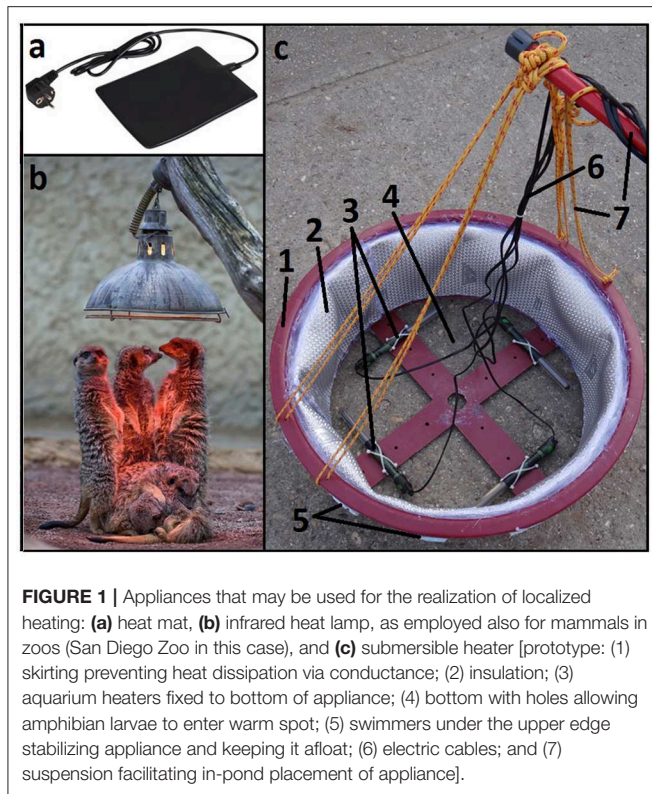 a
b
c
1
2
3
4
5
6
7
FIGURE 1 | Appliances that may be used for the realization of localized
heating: (a) heat mat, (b) infrared heat lamp, as employed also for mammals in
zoos (San Diego Zoo in this case), and (c) submersible heater [prototype: (1)
skirting preventing heat dissipation via conductance; (2) insulation; (3)
aquarium heaters fixed to bottom of appliance; (4) bottom with holes allowing
amphibian larvae to enter warm spot; (5) swimmers under the upper edge
stabilizing appliance and keeping it afloat; (6) electric cables; and (7)
suspension facilitating in-pond placement of appliance].